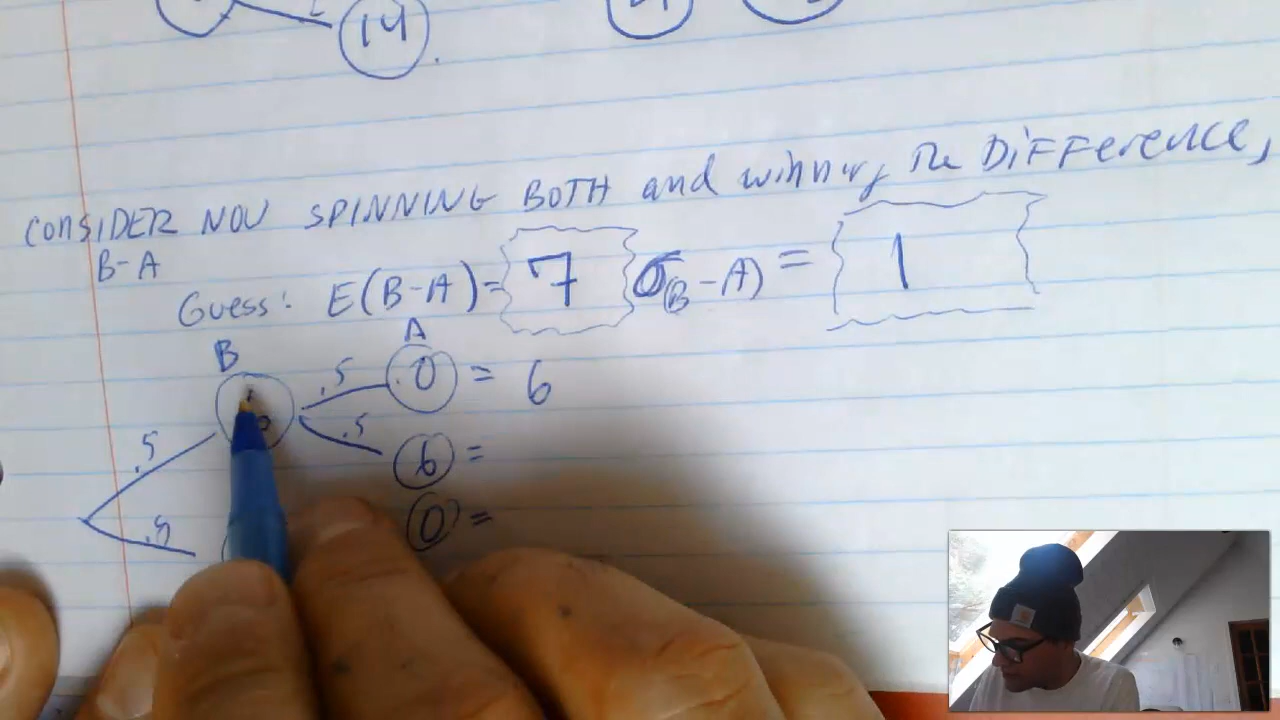 14
CONSIDER NOW SPINNING BOTH and winning the DIFFERENCE,
B-A
Guess: E(B-A)= 7 σ(B-A) = 1
B A
.5 .5 0 = 6
.5 6 =
.5 0 =